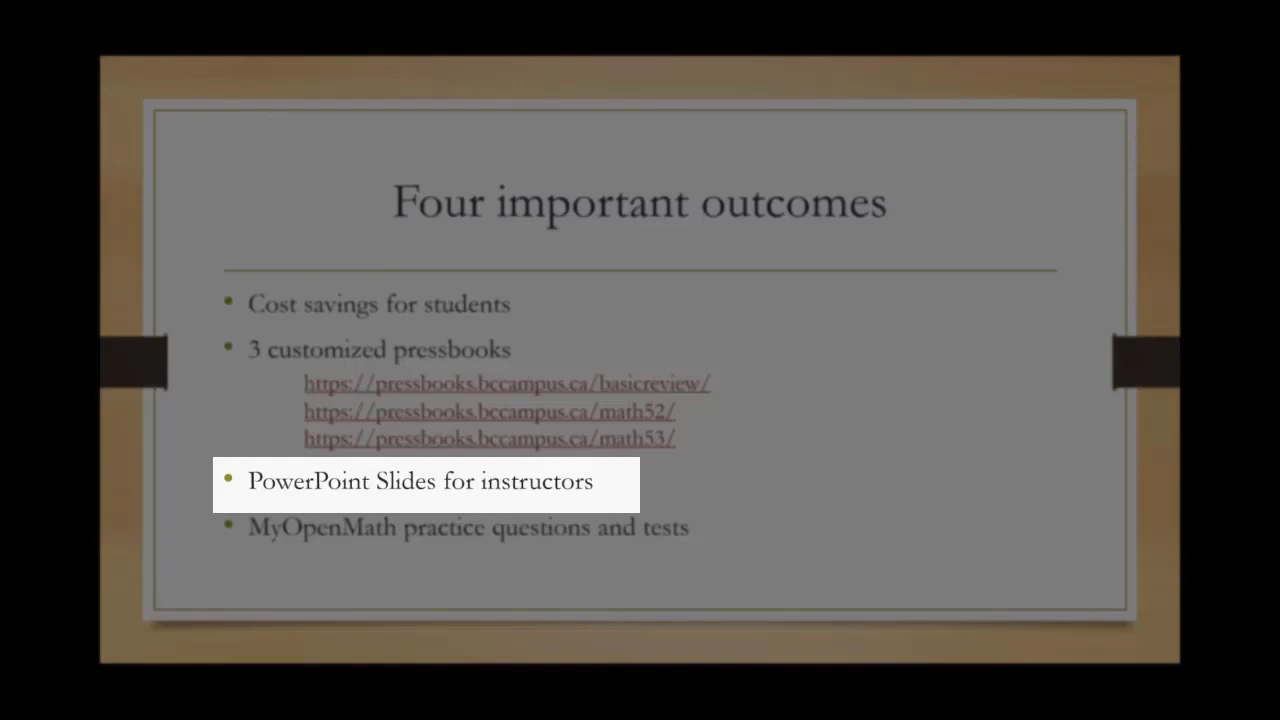 Four important outcomes
• Cost savings for students
• 3 customized pressbooks
https://pressbooks.bccampus.ca/basicreview/
https://pressbooks.bccampus.ca/math52/
https://pressbooks.bccampus.ca/math53/
• PowerPoint Slides for instructors
• MyOpenMath practice questions and tests